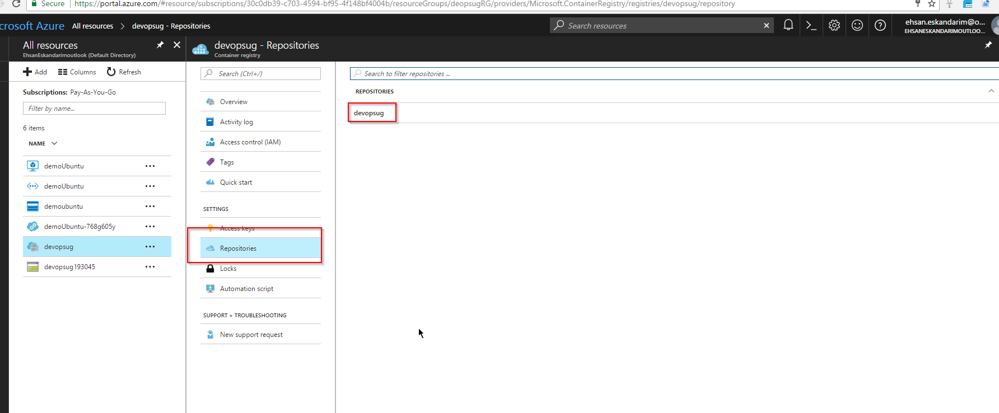 Secure https://portal.azure.com/#resource/subscriptions/30c0db39-c703-4594-bf95-4f148bf4004b/resourceGroups/deopsugRG/providers/Microsoft.ContainerRegistry/registries/devopsug/repository
crosoft Azure All resources > devopsug - Repositories
Search resources
ehsan.eskandarim@o...
EHSANESKANDARIMOUTLOO...
All resources
EhsanEskandarimoutlook (Default Directory)
Add Columns Refresh
Subscriptions: Pay-As-You-Go
Filter by name...
6 items
NAME
demoUbuntu
demoUbuntu
demoubuntu
demoUbuntu-768g605y
devopsug
devopsug193045
devopsug - Repositories
Container registry
Search (Ctrl+/)
Overview
Activity log
Access control (IAM)
Tags
Quick start
SETTINGS
Access keys
Repositories
Locks
Automation script
SUPPORT + TROUBLESHOOTING
New support request
Search to filter repositories ...
REPOSITORIES
devopsug